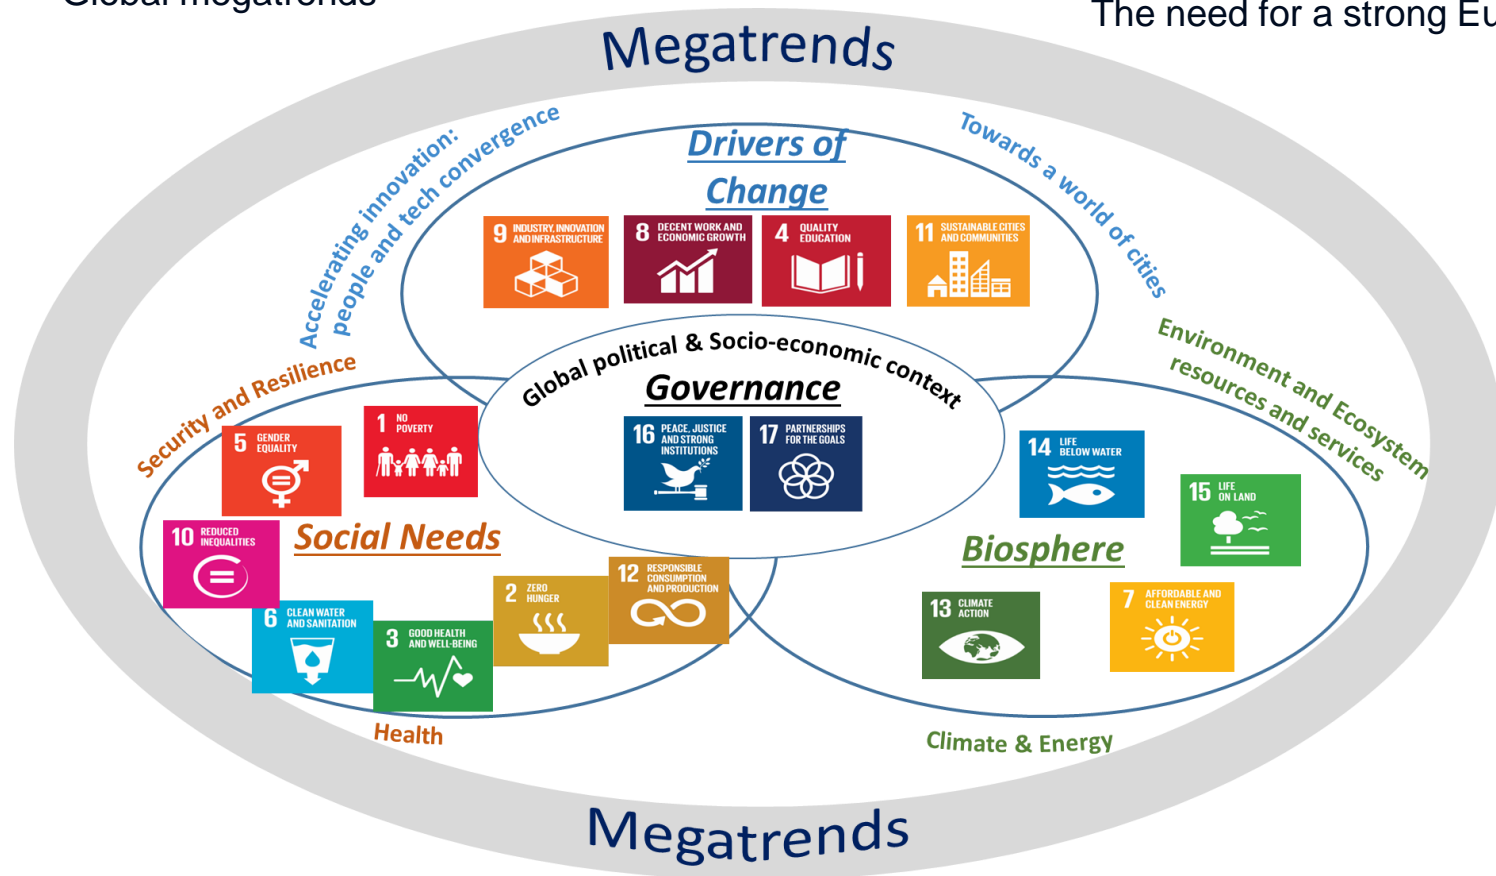 Global megatrends
The need for a strong Eu
Megatrends
Accelerating innovation:
people and tech convergence
Towards a world of cities
Drivers of
Change
9 INDUSTRY, INNOVATION
AND INFRASTRUCTURE
8 DECENT WORK AND
ECONOMIC GROWTH
4 QUALITY
EDUCATION
11 SUSTAINABLE CITIES
AND COMMUNITIES
Global political & Socio-economic context
Governance
16 PEACE, JUSTICE
AND STRONG
INSTITUTIONS
17 PARTNERSHIPS
FOR THE GOALS
Security and Resilience
5 GENDER
EQUALITY
1 NO
POVERTY
10 REDUCED
INEQUALITIES
Social Needs
6 CLEAN WATER
AND SANITATION
3 GOOD HEALTH
AND WELL-BEING
2 ZERO
HUNGER
12 RESPONSIBLE
CONSUMPTION
AND PRODUCTION
Health
Environment and Ecosystem
resources and services
14 LIFE
BELOW WATER
15 LIFE
ON LAND
Biosphere
13 CLIMATE
ACTION
7 AFFORDABLE AND
CLEAN ENERGY
Climate & Energy
Megatrends